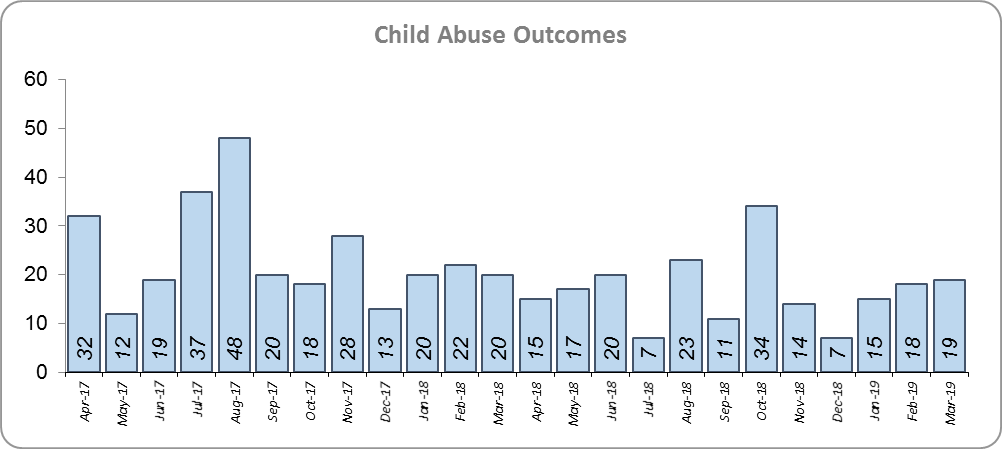 Child Abuse Outcomes
60
50
40
30
20
10
0
32
12
19
37
48
20
18
28
13
20
22
20
15
17
20
7
23
11
34
14
7
15
18
19
Apr-17
May-17
Jun-17
Jul-17
Aug-17
Sep-17
Oct-17
Nov-17
Dec-17
Jan-18
Feb-18
Mar-18
Apr-18
May-18
Jun-18
Jul-18
Aug-18
Sep-18
Oct-18
Nov-18
Dec-18
Jan-19
Feb-19
Mar-19